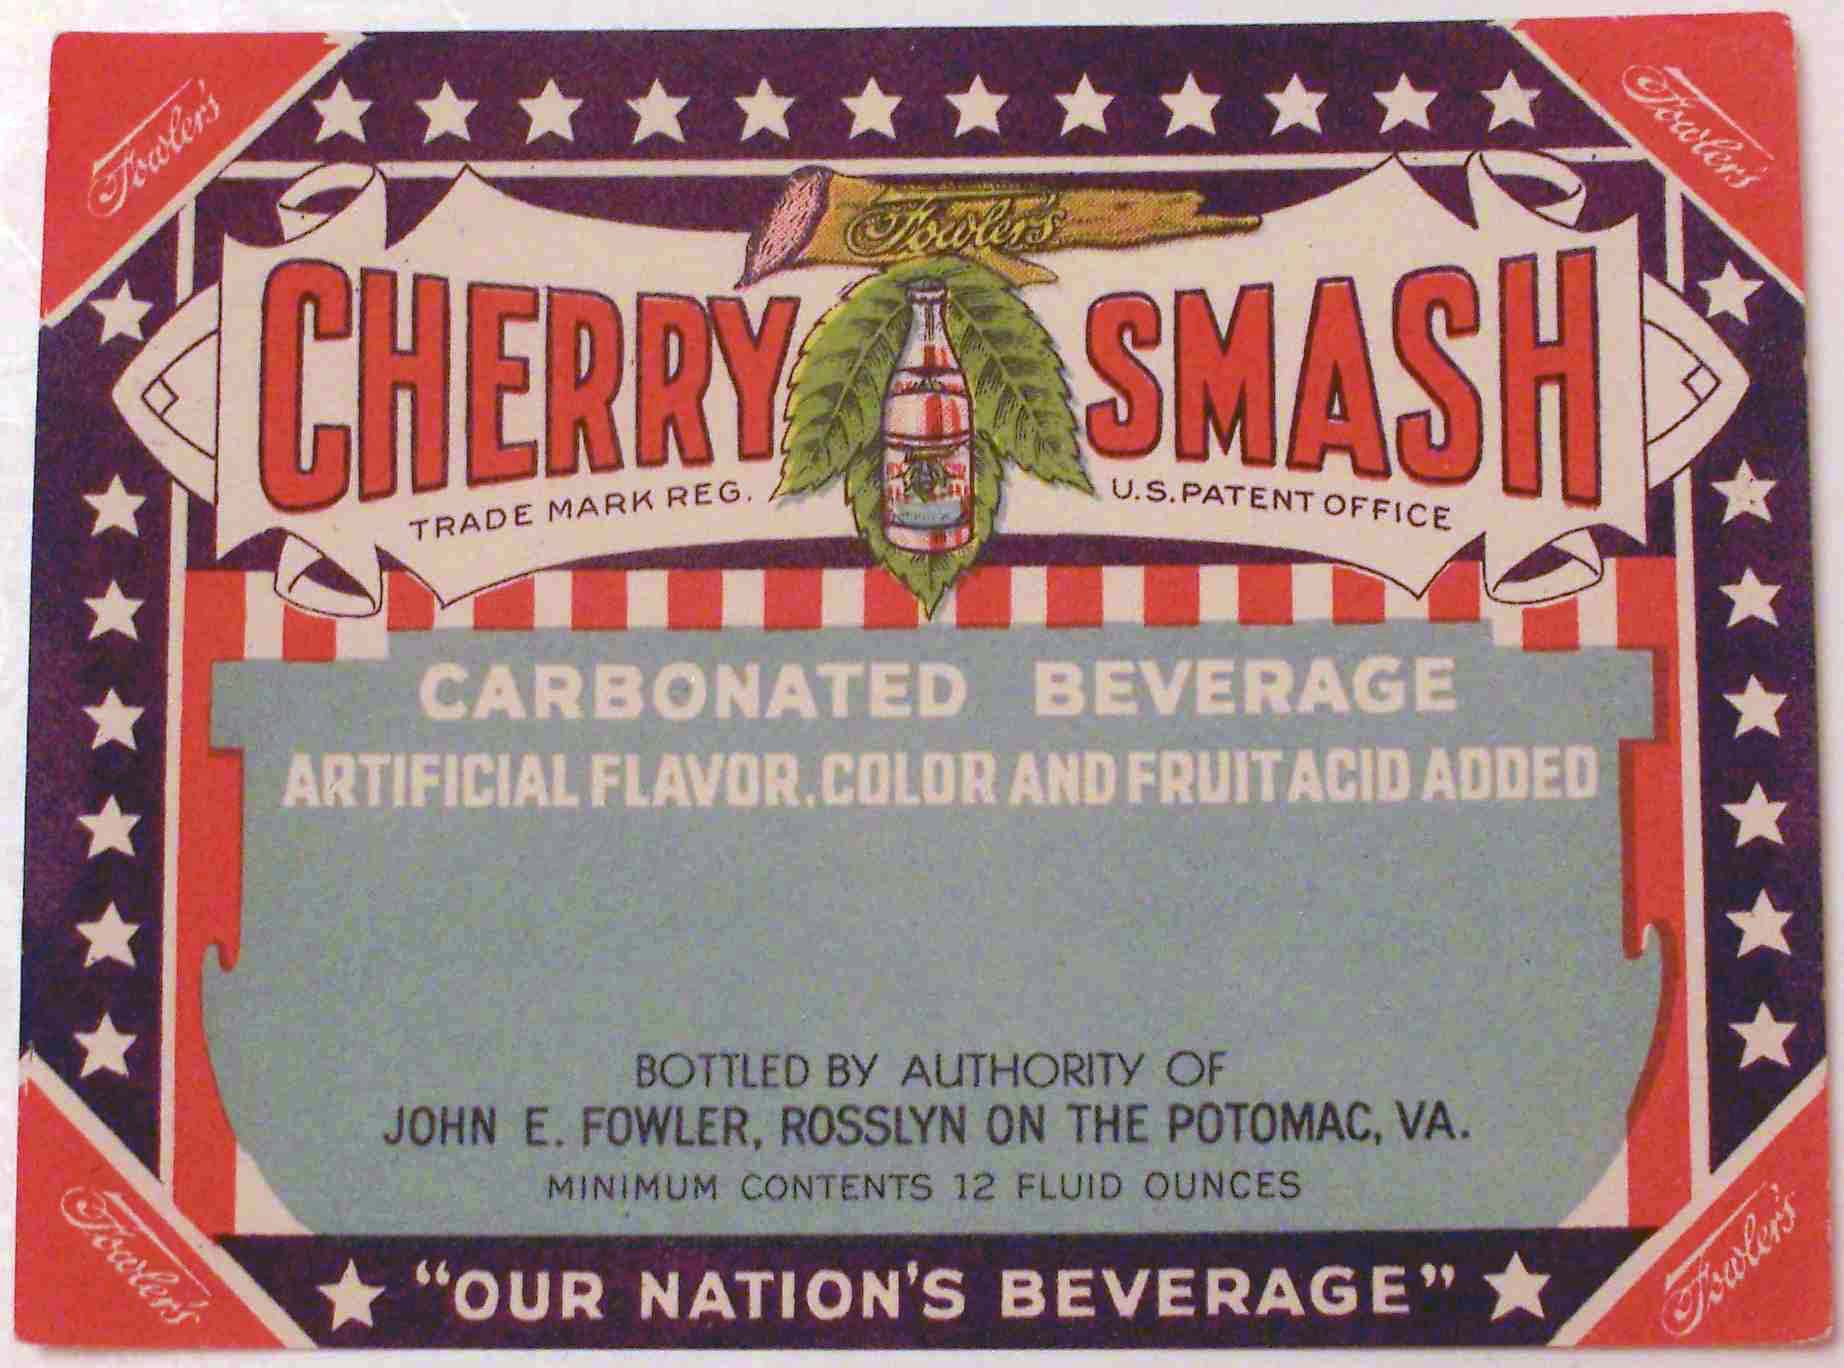 Fowler's
Fowler's
Fowler's
CHERRY SMASH
TRADE MARK REG. U.S. PATENT OFFICE
CARBONATED BEVERAGE
ARTIFICIAL FLAVOR. COLOR AND FRUIT ACID ADDED
BOTTLED BY AUTHORITY OF
JOHN E. FOWLER, ROSSLYN ON THE POTOMAC, VA.
MINIMUM CONTENTS 12 FLUID OUNCES
Fowler's
"OUR NATION'S BEVERAGE"
Fowler's